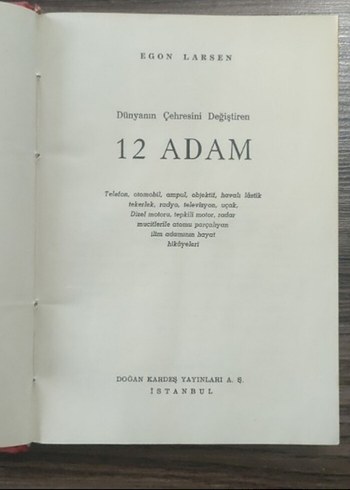 EGON LARSEN
Dünyanın Çehresini Değiştiren
12 ADAM
Telefon, otomobil, ampul, objektif, havalı lâstik
tekerlek, radyo, televizyon, uçak,
Dizel motoru, tepkili motor, radar
mucitlerile atomu parçalıyan
ilim adamının hayat
hikâyeleri
DOĞAN KARDEŞ YAYINLARI A. Ş.
İSTANBUL